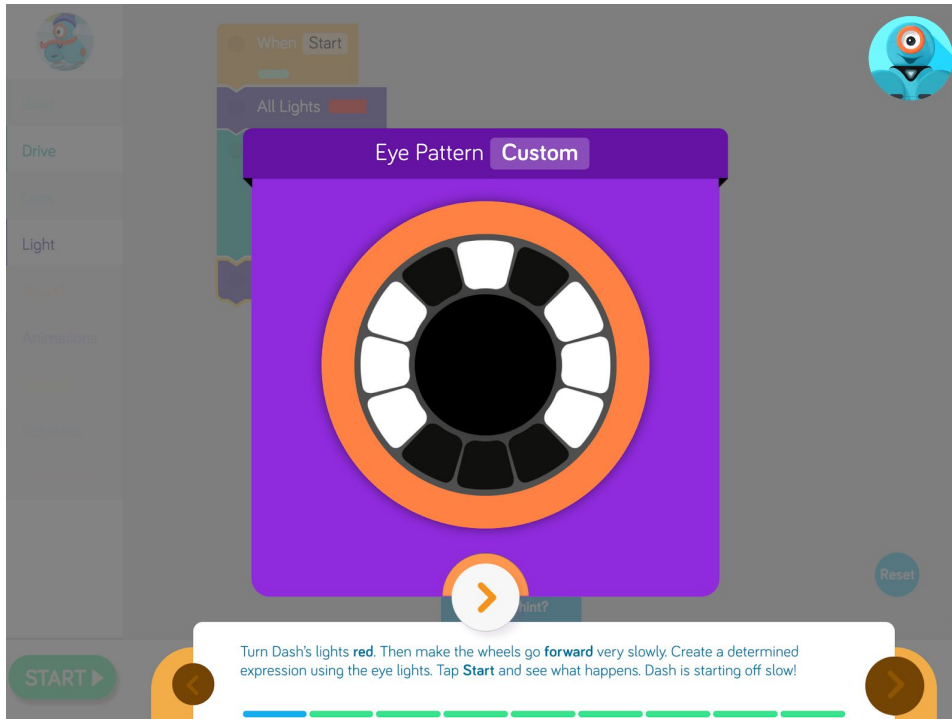 When Start
All Lights
Drive
Light
Animations
Eye Pattern Custom
Reset
hint?
Turn Dash's lights red. Then make the wheels go forward very slowly. Create a determined
expression using the eye lights. Tap Start and see what happens. Dash is starting off slow!
START